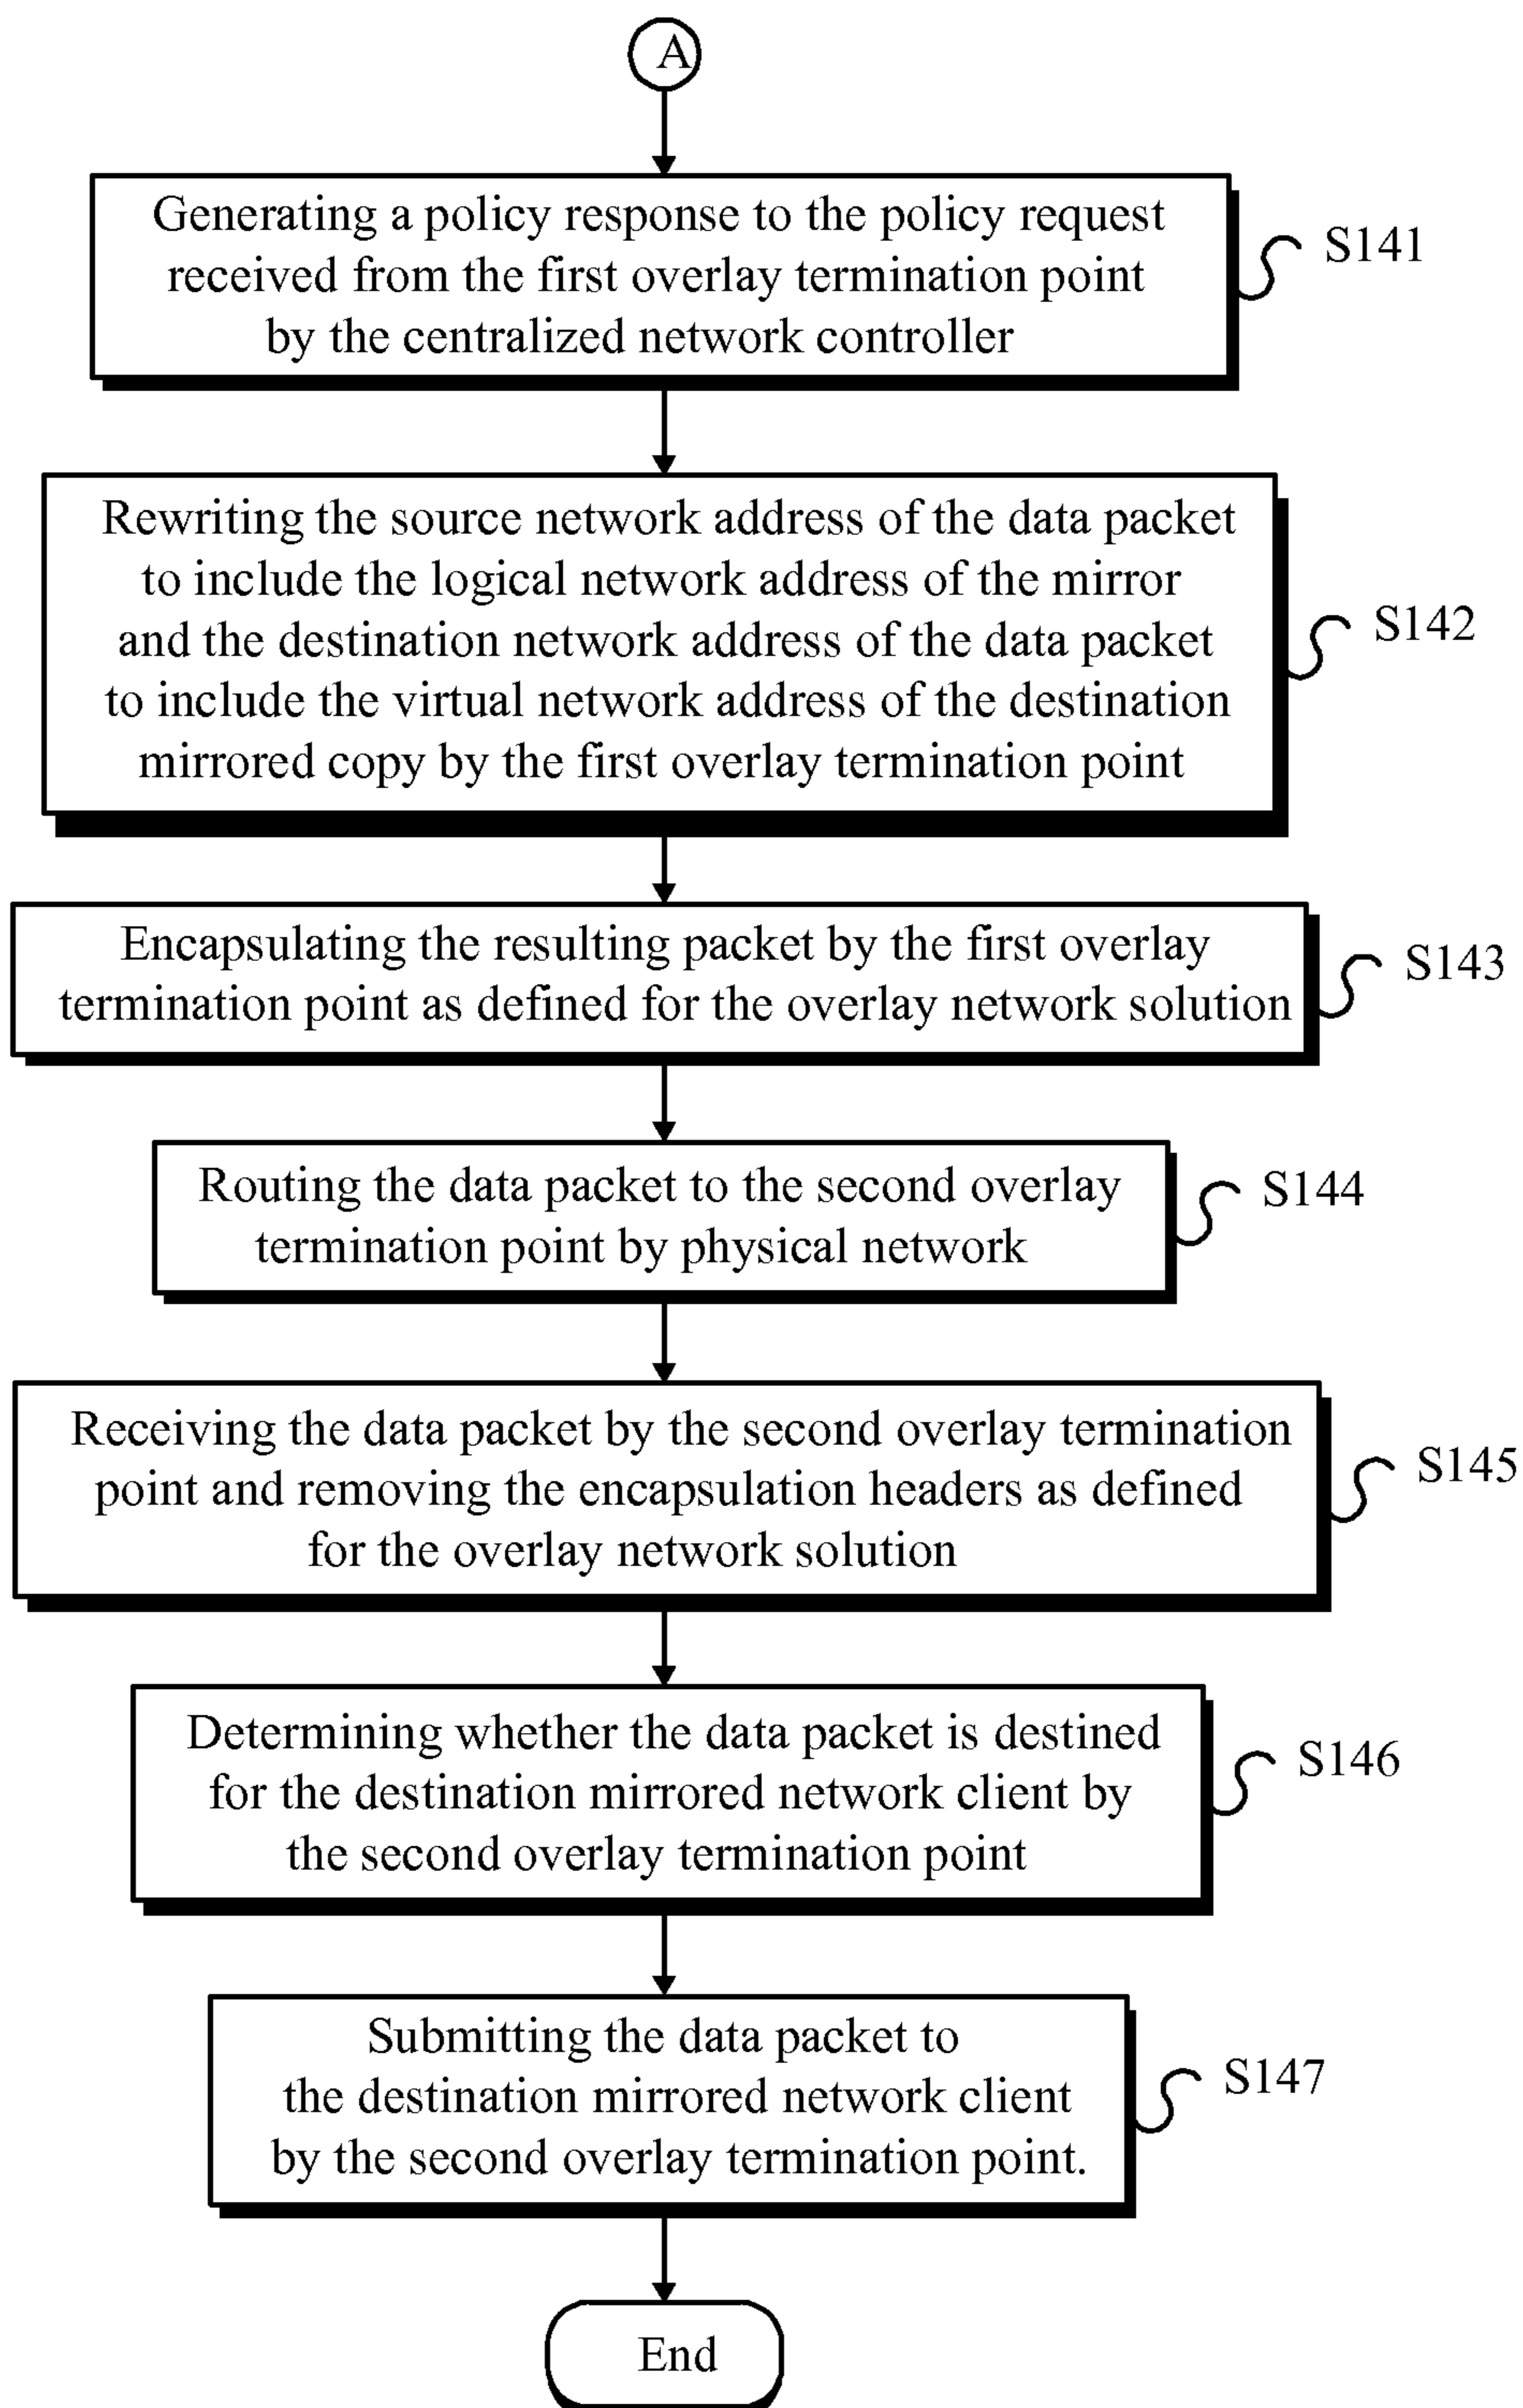 A
Generating a policy response to the policy request
received from the first overlay termination point
by the centralized network controller
S141
Rewriting the source network address of the data packet
to include the logical network address of the mirror
and the destination network address of the data packet
to include the virtual network address of the destination
mirrored copy by the first overlay termination point
S142
Encapsulating the resulting packet by the first overlay
termination point as defined for the overlay network solution
S143
Routing the data packet to the second overlay
termination point by physical network
S144
Receiving the data packet by the second overlay termination
point and removing the encapsulation headers as defined
for the overlay network solution
S145
Determining whether the data packet is destined
for the destination mirrored network client by
the second overlay termination point
S146
Submitting the data packet to
the destination mirrored network client
by the second overlay termination point.
S147
End